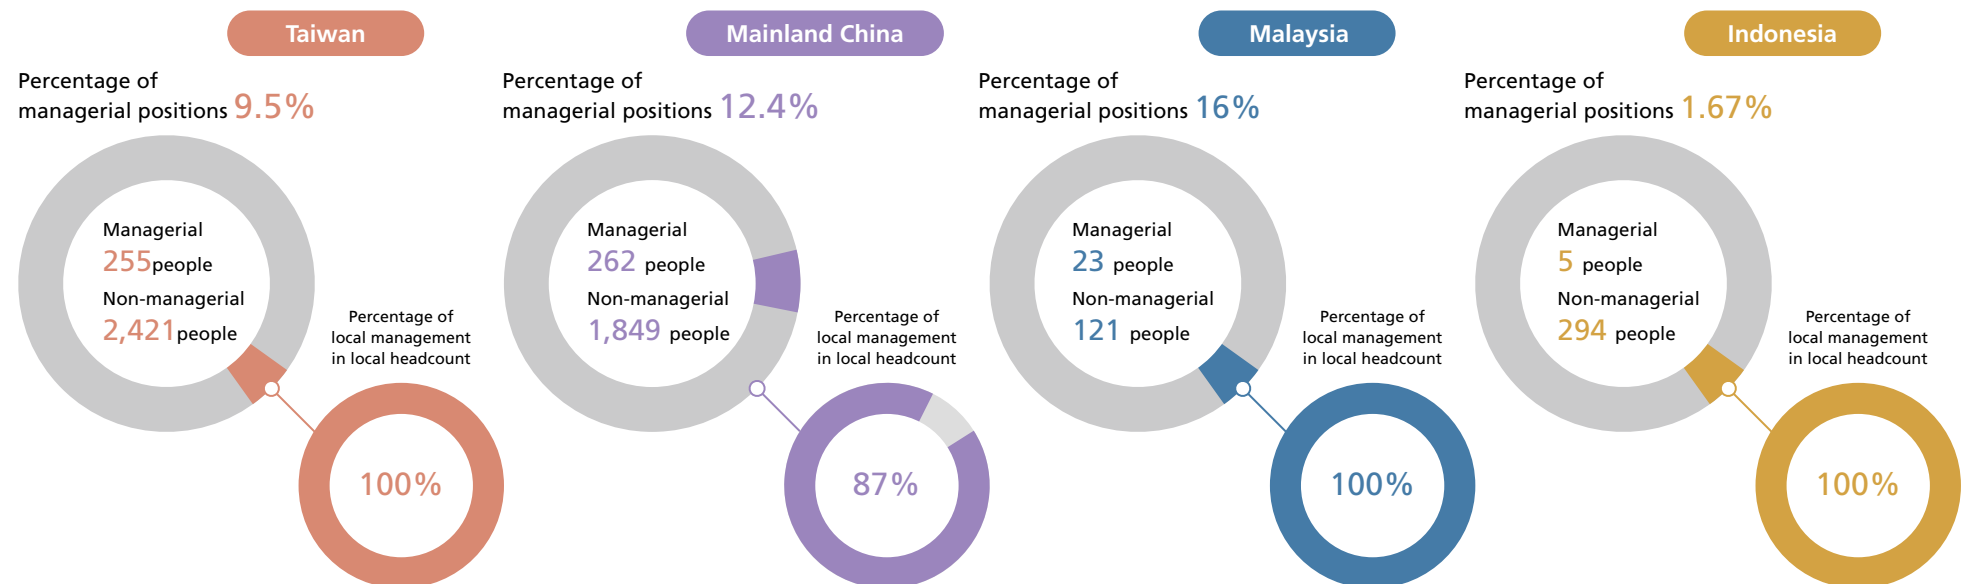 Taiwan
Percentage of
managerial positions 9.5%
Managerial
255people
Non-managerial
2,421people
Percentage of
local management
in local headcount
100%
Mainland China
Percentage of
managerial positions 12.4%
Managerial
262 people
Non-managerial
1,849 people
Percentage of
local management
in local headcount
87%
Malaysia
Percentage of
managerial positions 16%
Managerial
23 people
Non-managerial
121 people
Percentage of
local management
in local headcount
100%
Indonesia
Percentage of
managerial positions 1.67%
Managerial
5 people
Non-managerial
294 people
Percentage of
local management
in local headcount
100%